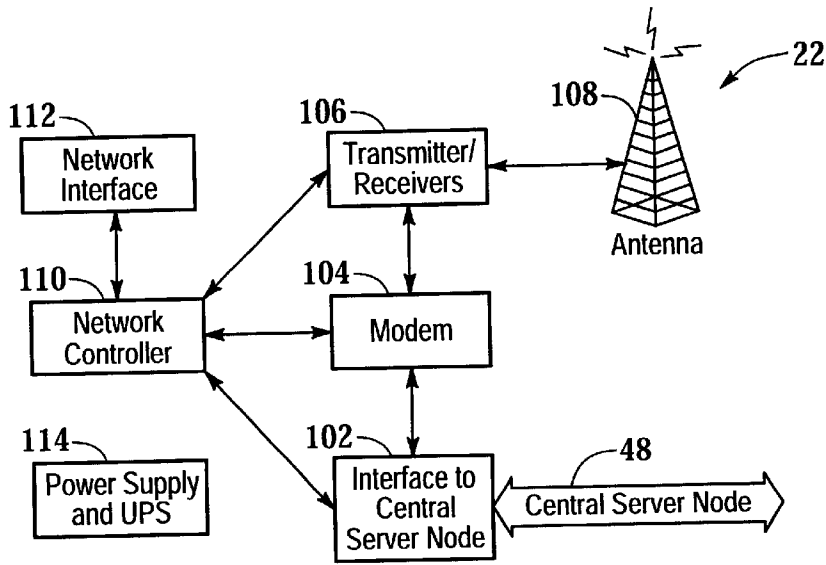 22
108
Antenna
106
Transmitter/
Receivers
112
Network
Interface
104
Modem
110
Network
Controller
102
Interface to
Central
Server Node
48
Central Server Node
114
Power Supply
and UPS